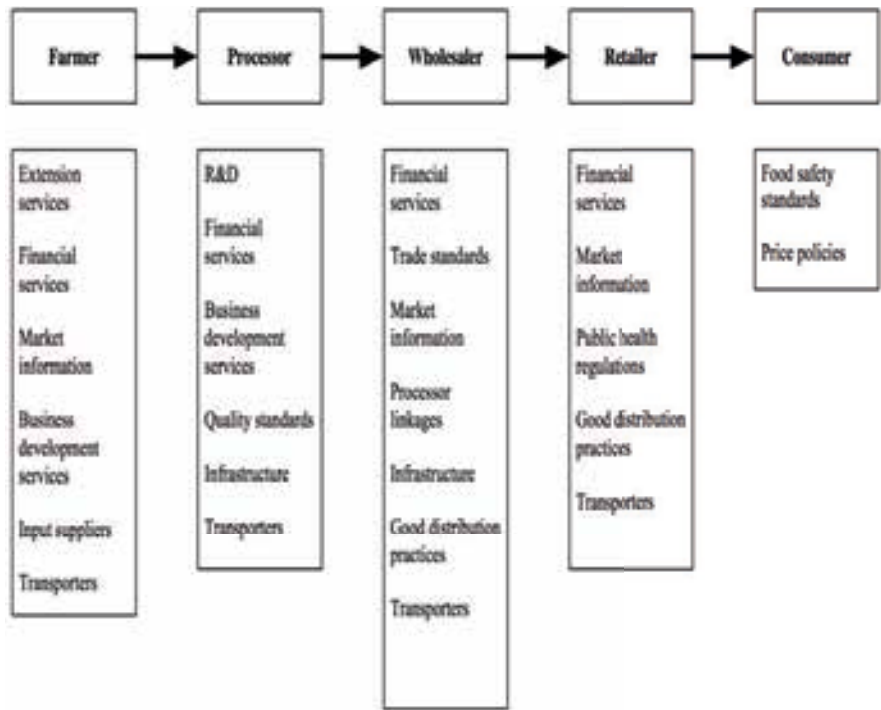 Farmer
Processor
Wholesaler
Retailer
Consumer
Extension
services
Financial
services
Market
information
Business
development
services
Input suppliers
Transporters
R&D
Financial
services
Business
development
services
Quality standards
Infrastructure
Transporters
Financial
services
Trade standards
Market
information
Processor
linkages
Infrastructure
Good distribution
practices
Transporters
Financial
services
Market
information
Public health
regulations
Good distribution
practices
Transporters
Food safety
standards
Price policies